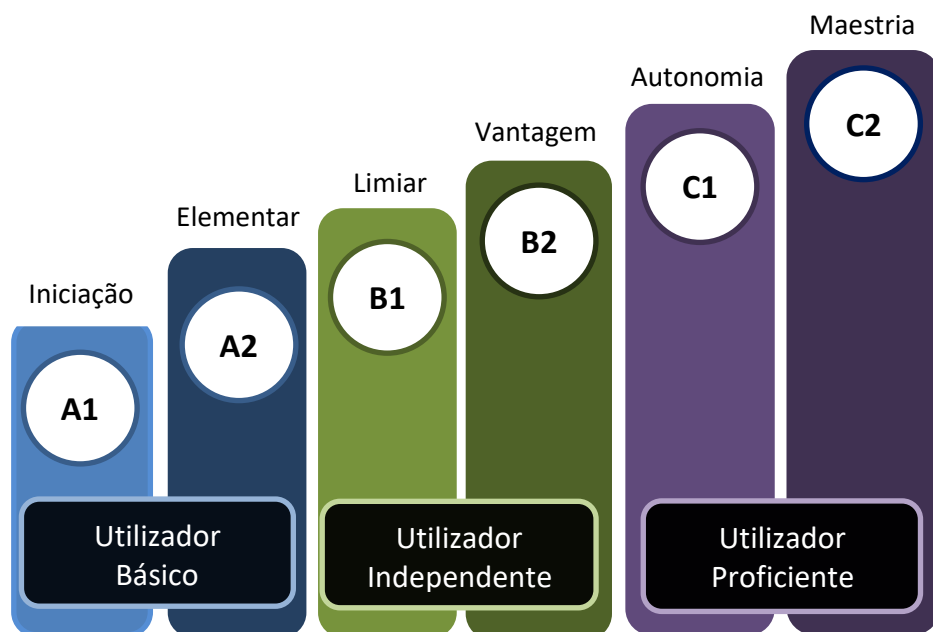 Iniciação
A1
Elementar
A2
Utilizador
Básico
Limiar
B1
Vantagem
B2
Utilizador
Independente
Autonomia
C1
Maestria
C2
Utilizador
Proficiente